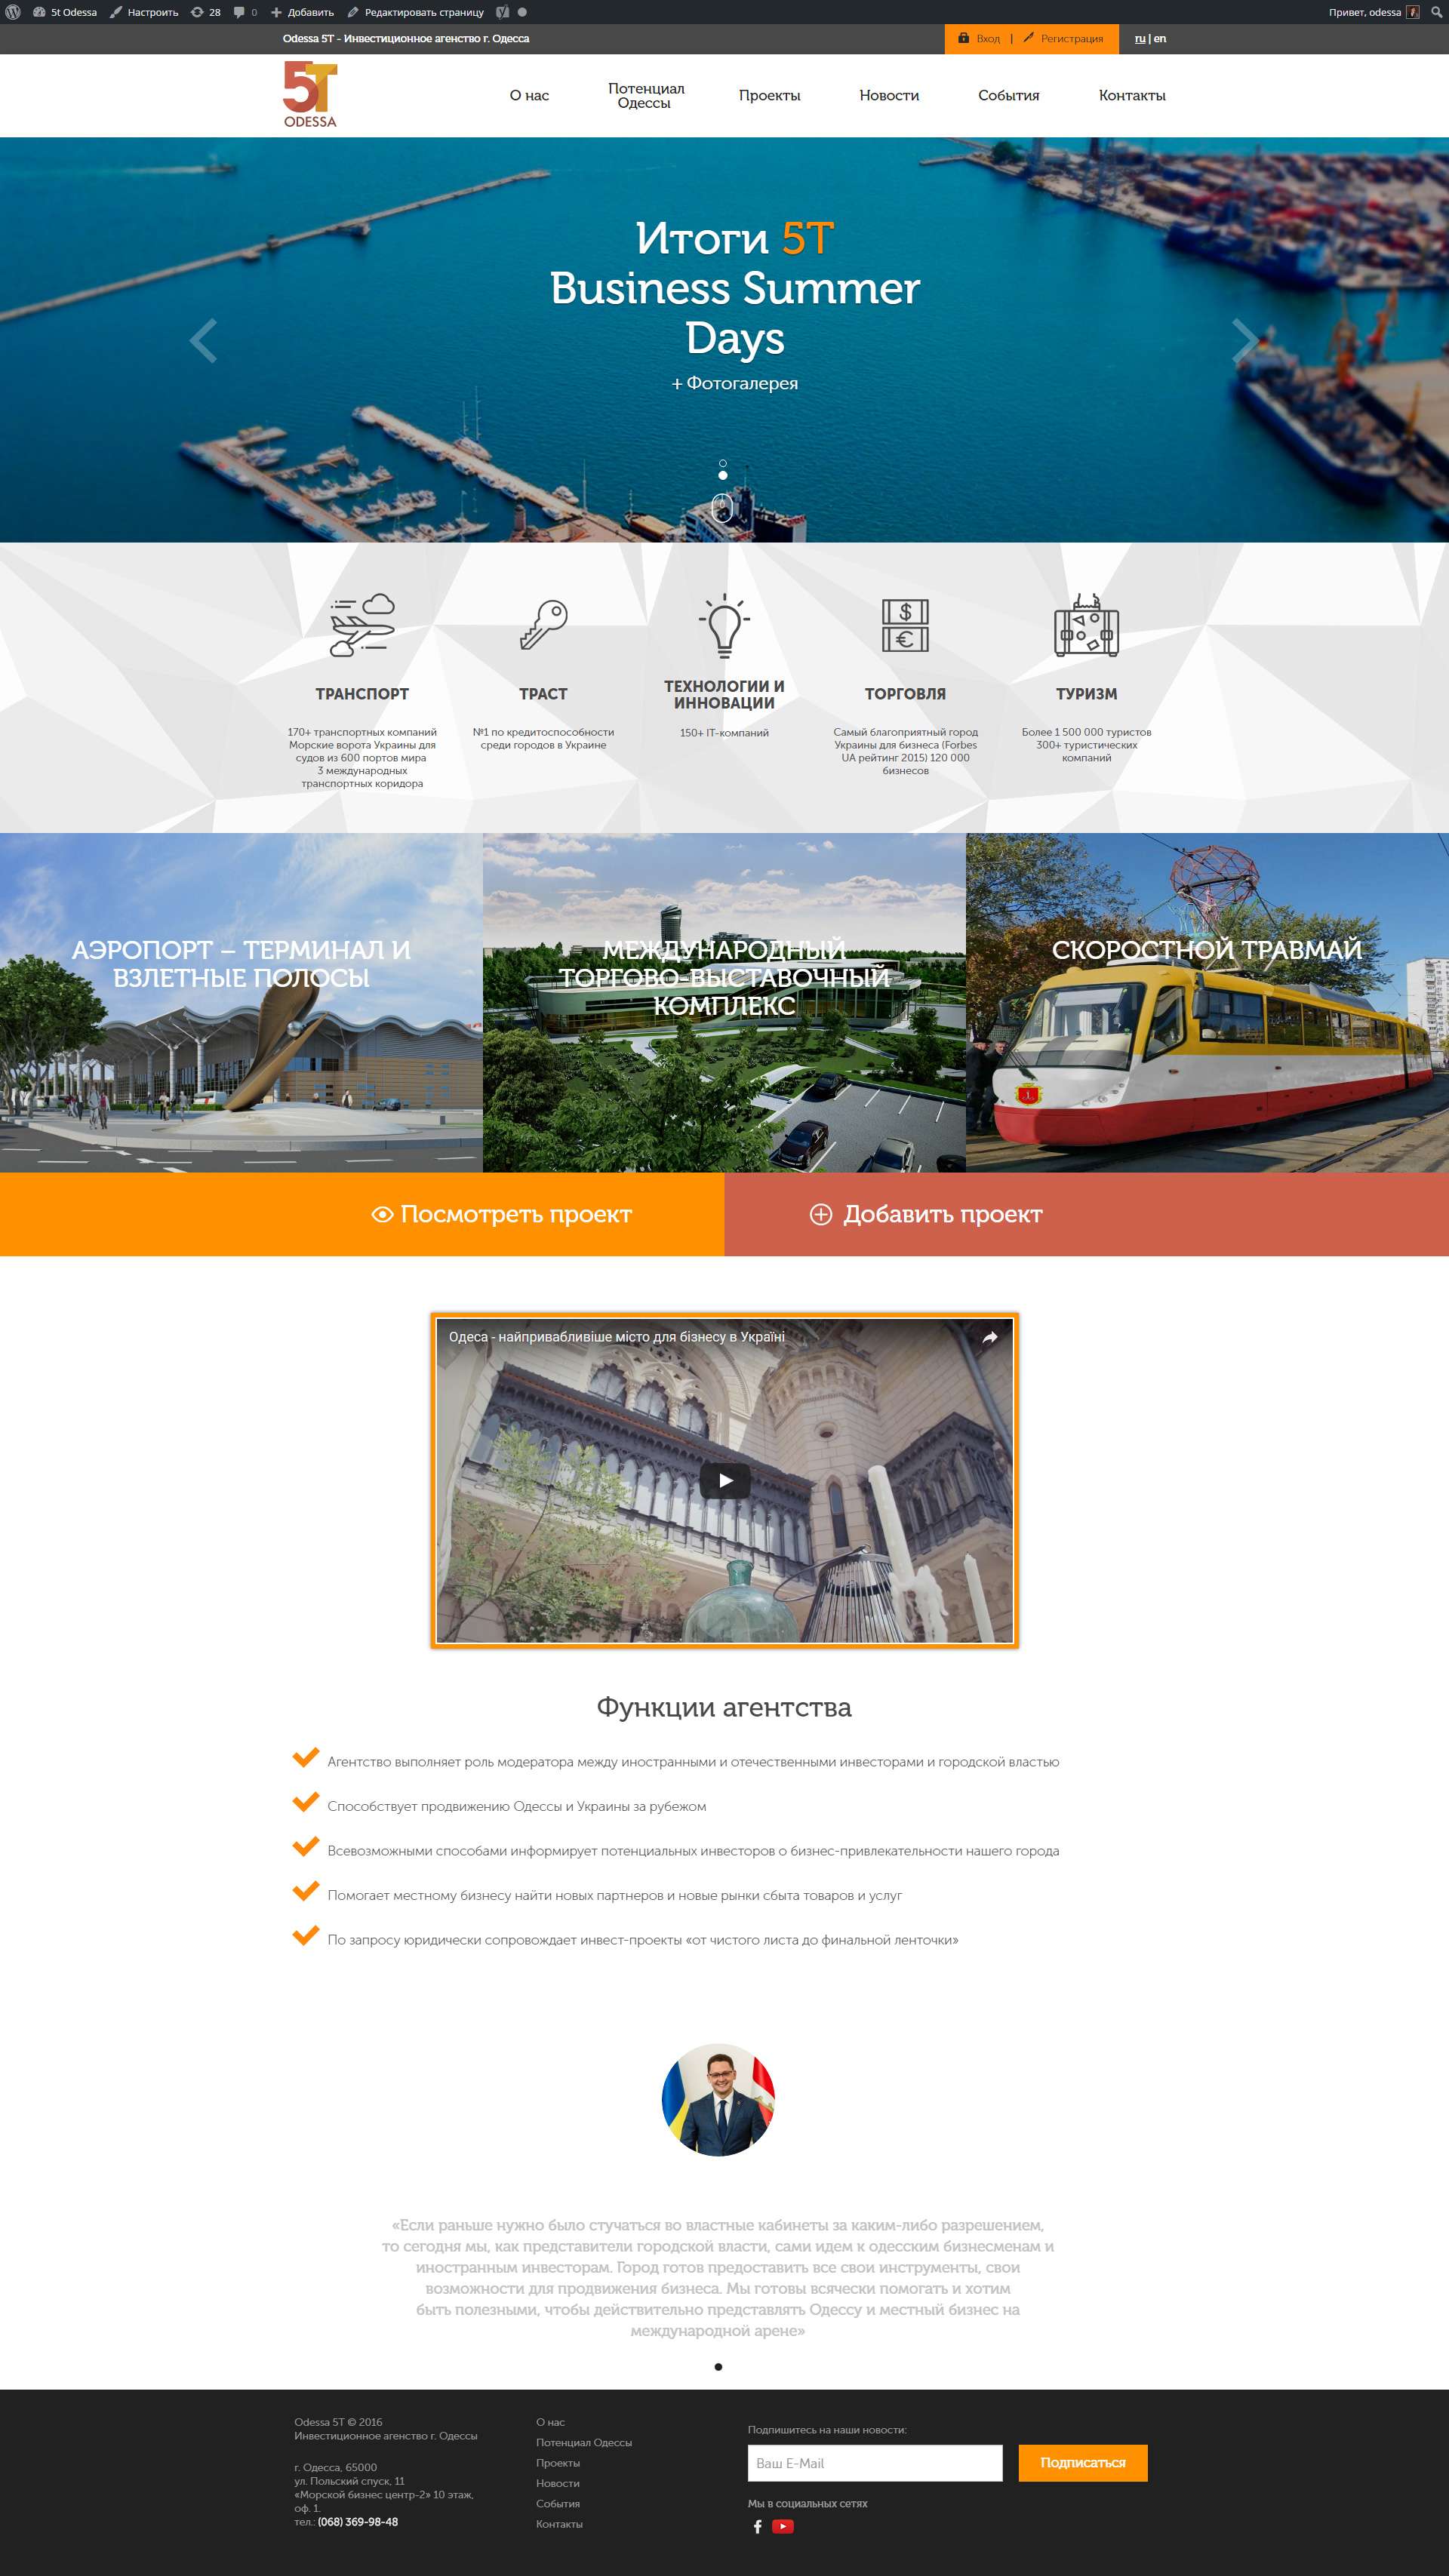 5t Odessa Настроить 28 0 Добавить Редактировать страницу Привет, odessa
Odessa 5T - Инвестиционное агенство г. Одесса
Вход | Регистрация
ru | en
5T
ODESSA
О нас
Потенциал
Одессы
Проекты
Новости
События
Контакты
Итоги 5T
Business Summer
Days
+ Фотогалерея
ТРАНСПОРТ
170+ транспортных компаний
Морские ворота Украины для
судов из 600 портов мира
3 международных
транспортных коридора
ТРАСТ
№1 по кредитоспособности
среди городов в Украине
ТЕХНОЛОГИИ И
ИННОВАЦИИ
150+ IT-компаний
ТОРГОВЛЯ
Самый благоприятный город
Украины для бизнеса (Forbes
UA рейтинг 2015) 120 000
бизнесов
ТУРИЗМ
Более 1 500 000 туристов
300+ туристических
компаний
АЭРОПОРТ – ТЕРМИНАЛ И
ВЗЛЕТНЫЕ ПОЛОСЫ
МЕЖДУНАРОДНЫЙ
ТОРГОВО-ВЫСТАВОЧНЫЙ
КОМПЛЕКС
СКОРОСТНОЙ ТРАВМАЙ
Посмотреть проект
Добавить проект
Одеса - найпривабливіше місто для бізнесу в Україні
Функции агентства
Агентство выполняет роль модератора между иностранными и отечественными инвесторами и городской властью
Способствует продвижению Одессы и Украины за рубежом
Всевозможными способами информирует потенциальных инвесторов о бизнес-привлекательности нашего города
Помогает местному бизнесу найти новых партнеров и новые рынки сбыта товаров и услуг
По запросу юридически сопровождает инвест-проекты «от чистого листа до финальной ленточки»
«Если раньше нужно было стучаться во властные кабинеты за каким-либо разрешением,
то сегодня мы, как представители городской власти, сами идем к одесским бизнесменам и
иностранным инвесторам. Город готов предоставить все свои инструменты, свои
возможности для продвижения бизнеса. Мы готовы всячески помогать и хотим
быть полезными, чтобы действительно представлять Одессу и местный бизнес на
международной арене»
Odessa 5T © 2016
Инвестиционное агенство г. Одессы
г. Одесса, 65000
ул. Польский спуск, 11
«Морской бизнес центр-2» 10 этаж,
оф. 1.
тел.: (068) 369-98-48
О нас
Потенциал Одессы
Проекты
Новости
События
Контакты
Подпишитесь на наши новости:
Ваш E-Mail
Подписаться
Мы в социальных сетях